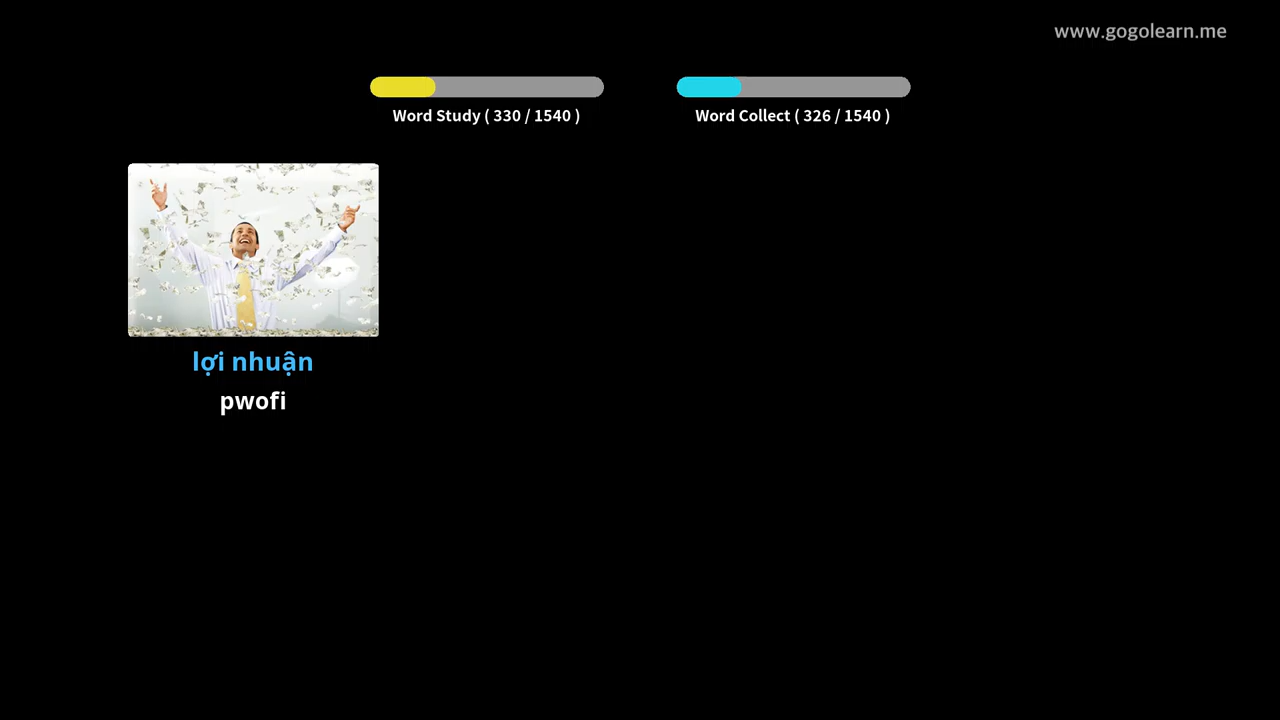 www.gogolearn.me
Word Study ( 330 / 1540 )
Word Collect ( 326 / 1540 )
lợi nhuận
pwofi